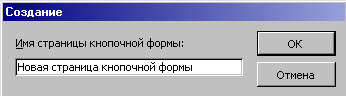 Создание
Имя страницы кнопочной формы:
OK
Новая страница кнопочной формы
Отмена